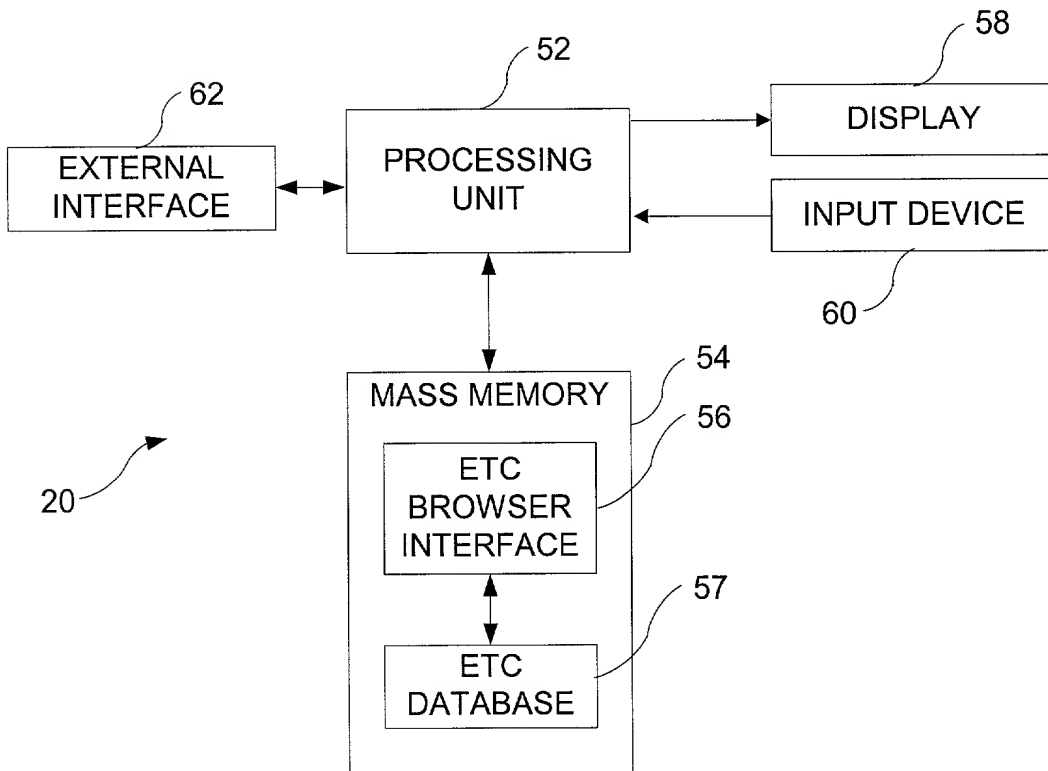 58
52
62
DISPLAY
EXTERNAL
INTERFACE
PROCESSING
UNIT
INPUT DEVICE
60
54
MASS MEMORY
56
ETC
BROWSER
INTERFACE
20
57
ETC
DATABASE